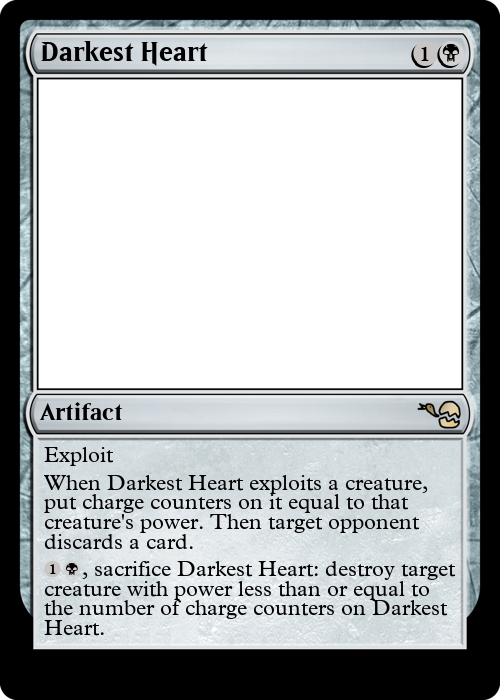 Darkest Heart 1
Artifact
Exploit
When Darkest Heart exploits a creature,
put charge counters on it equal to that
creature's power. Then target opponent
discards a card.
1 , sacrifice Darkest Heart: destroy target
creature with power less than or equal to
the number of charge counters on Darkest
Heart.